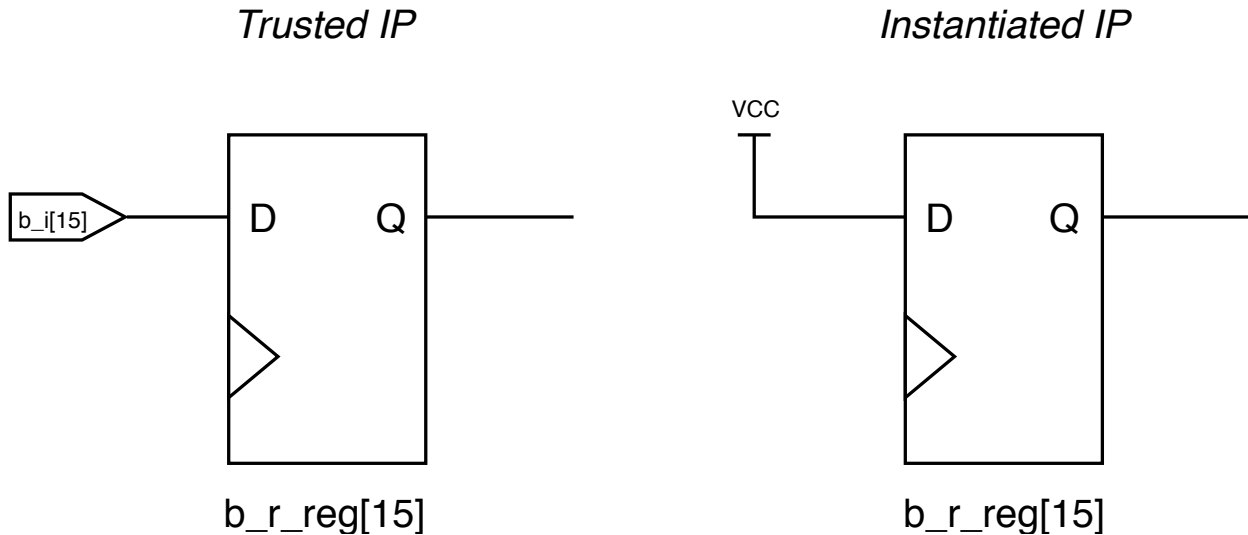 Trusted IP
b_i[15]
D
Q
b_r_reg[15]
Instantiated IP
VCC
D
Q
b_r_reg[15]